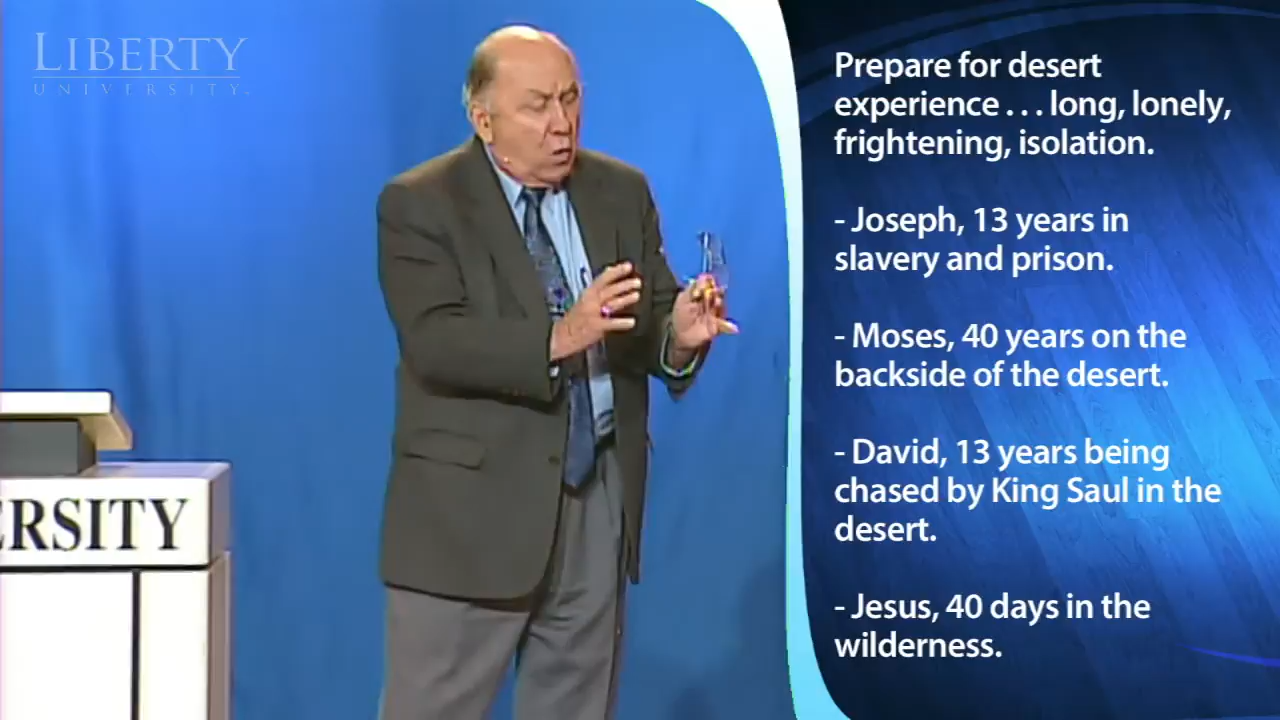 LIBERTY
UNIVERSITY
ERSITY
Prepare for desert
experience . . . long, lonely,
frightening, isolation.
- Joseph, 13 years in
slavery and prison.
- Moses, 40 years on the
backside of the desert.
- David, 13 years being
chased by King Saul in the
desert.
- Jesus, 40 days in the
wilderness.